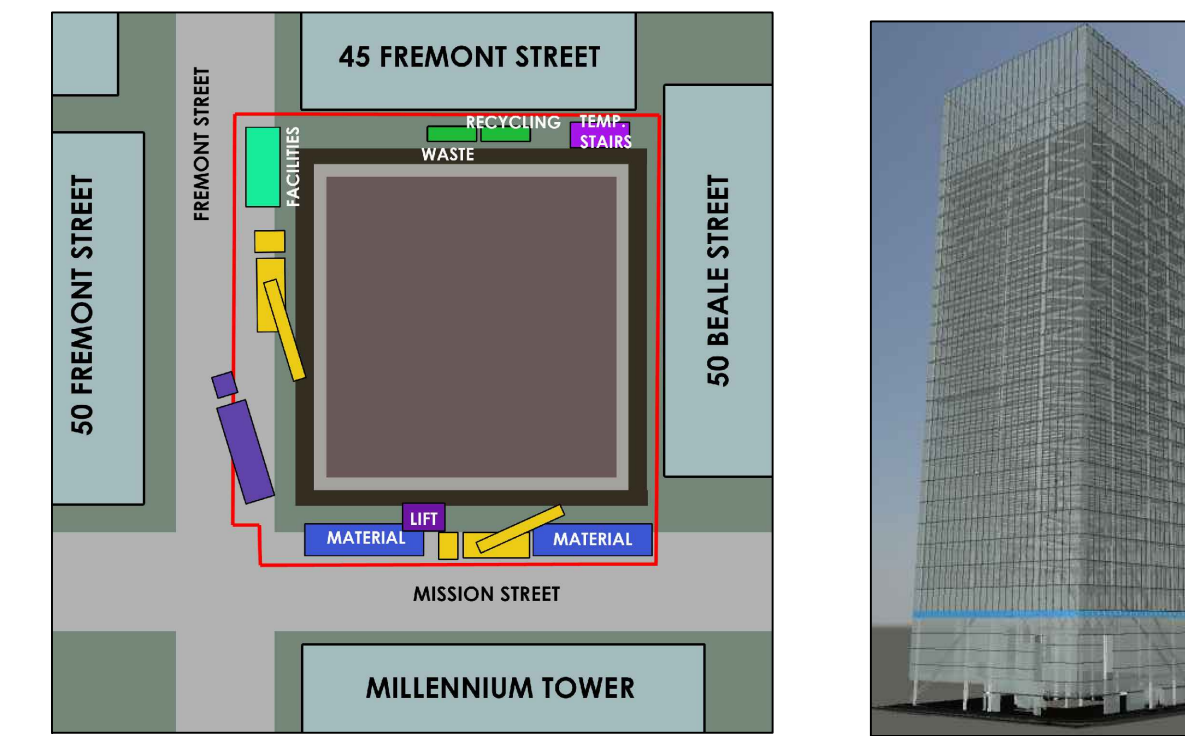 45 FREMONT STREET
FREMONT STREET
RECYCLING
TEMP.
STAIRS
WASTE
FACILITIES
50 FREMONT STREET
50 BEALE STREET
LIFT
MATERIAL
MATERIAL
MISSION STREET
MILLENNIUM TOWER